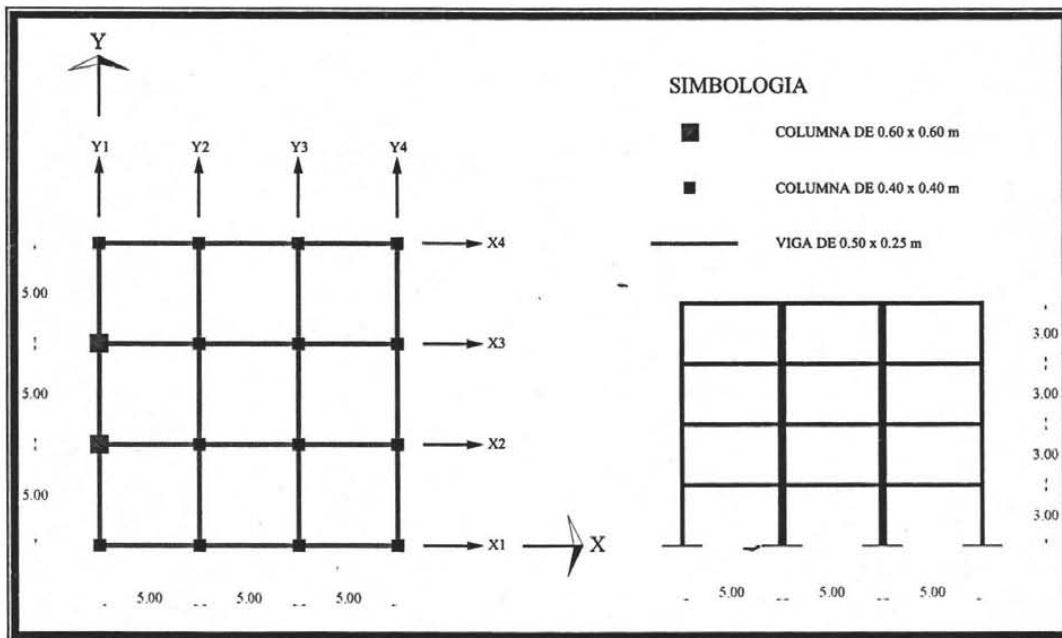 Y
Y1 Y2 Y3 Y4
X4
5.00
X3
5.00
X2
5.00
X1
X
5.00 5.00 5.00
SIMBOLOGIA
COLUMNA DE 0.60 x 0.60 m
COLUMNA DE 0.40 x 0.40 m
VIGA DE 0.50 x 0.25 m
3.00
3.00
3.00
3.00
5.00 5.00 5.00